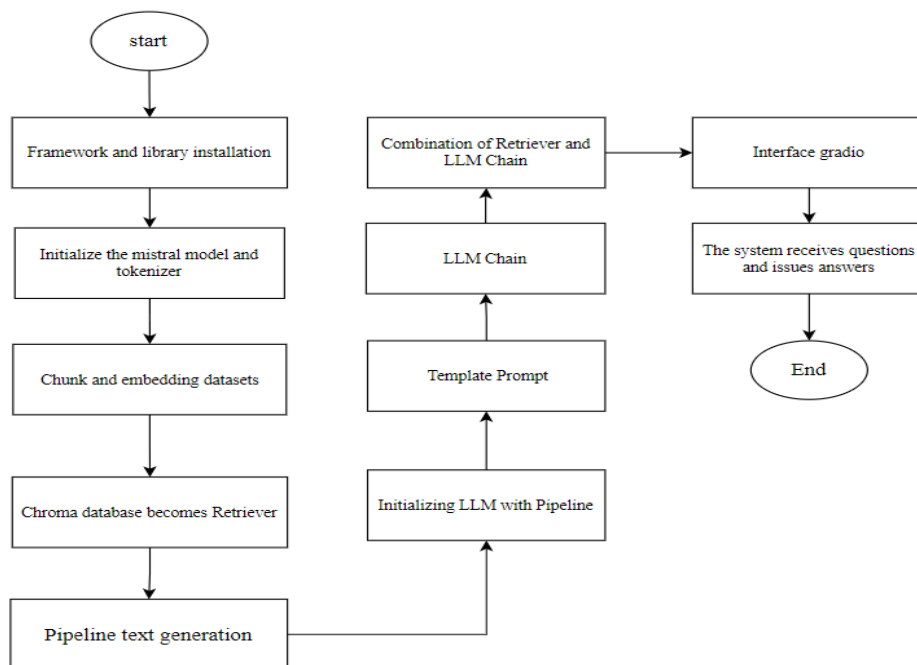 start
Framework and library installation
Initialize the mistral model and
tokenizer
Chunk and embedding datasets
Chroma database becomes Retriever
Pipeline text generation
Initializing LLM with Pipeline
Template Prompt
LLM Chain
Combination of Retriever and
LLM Chain
Interface gradio
The system receives questions
and issues answers
End